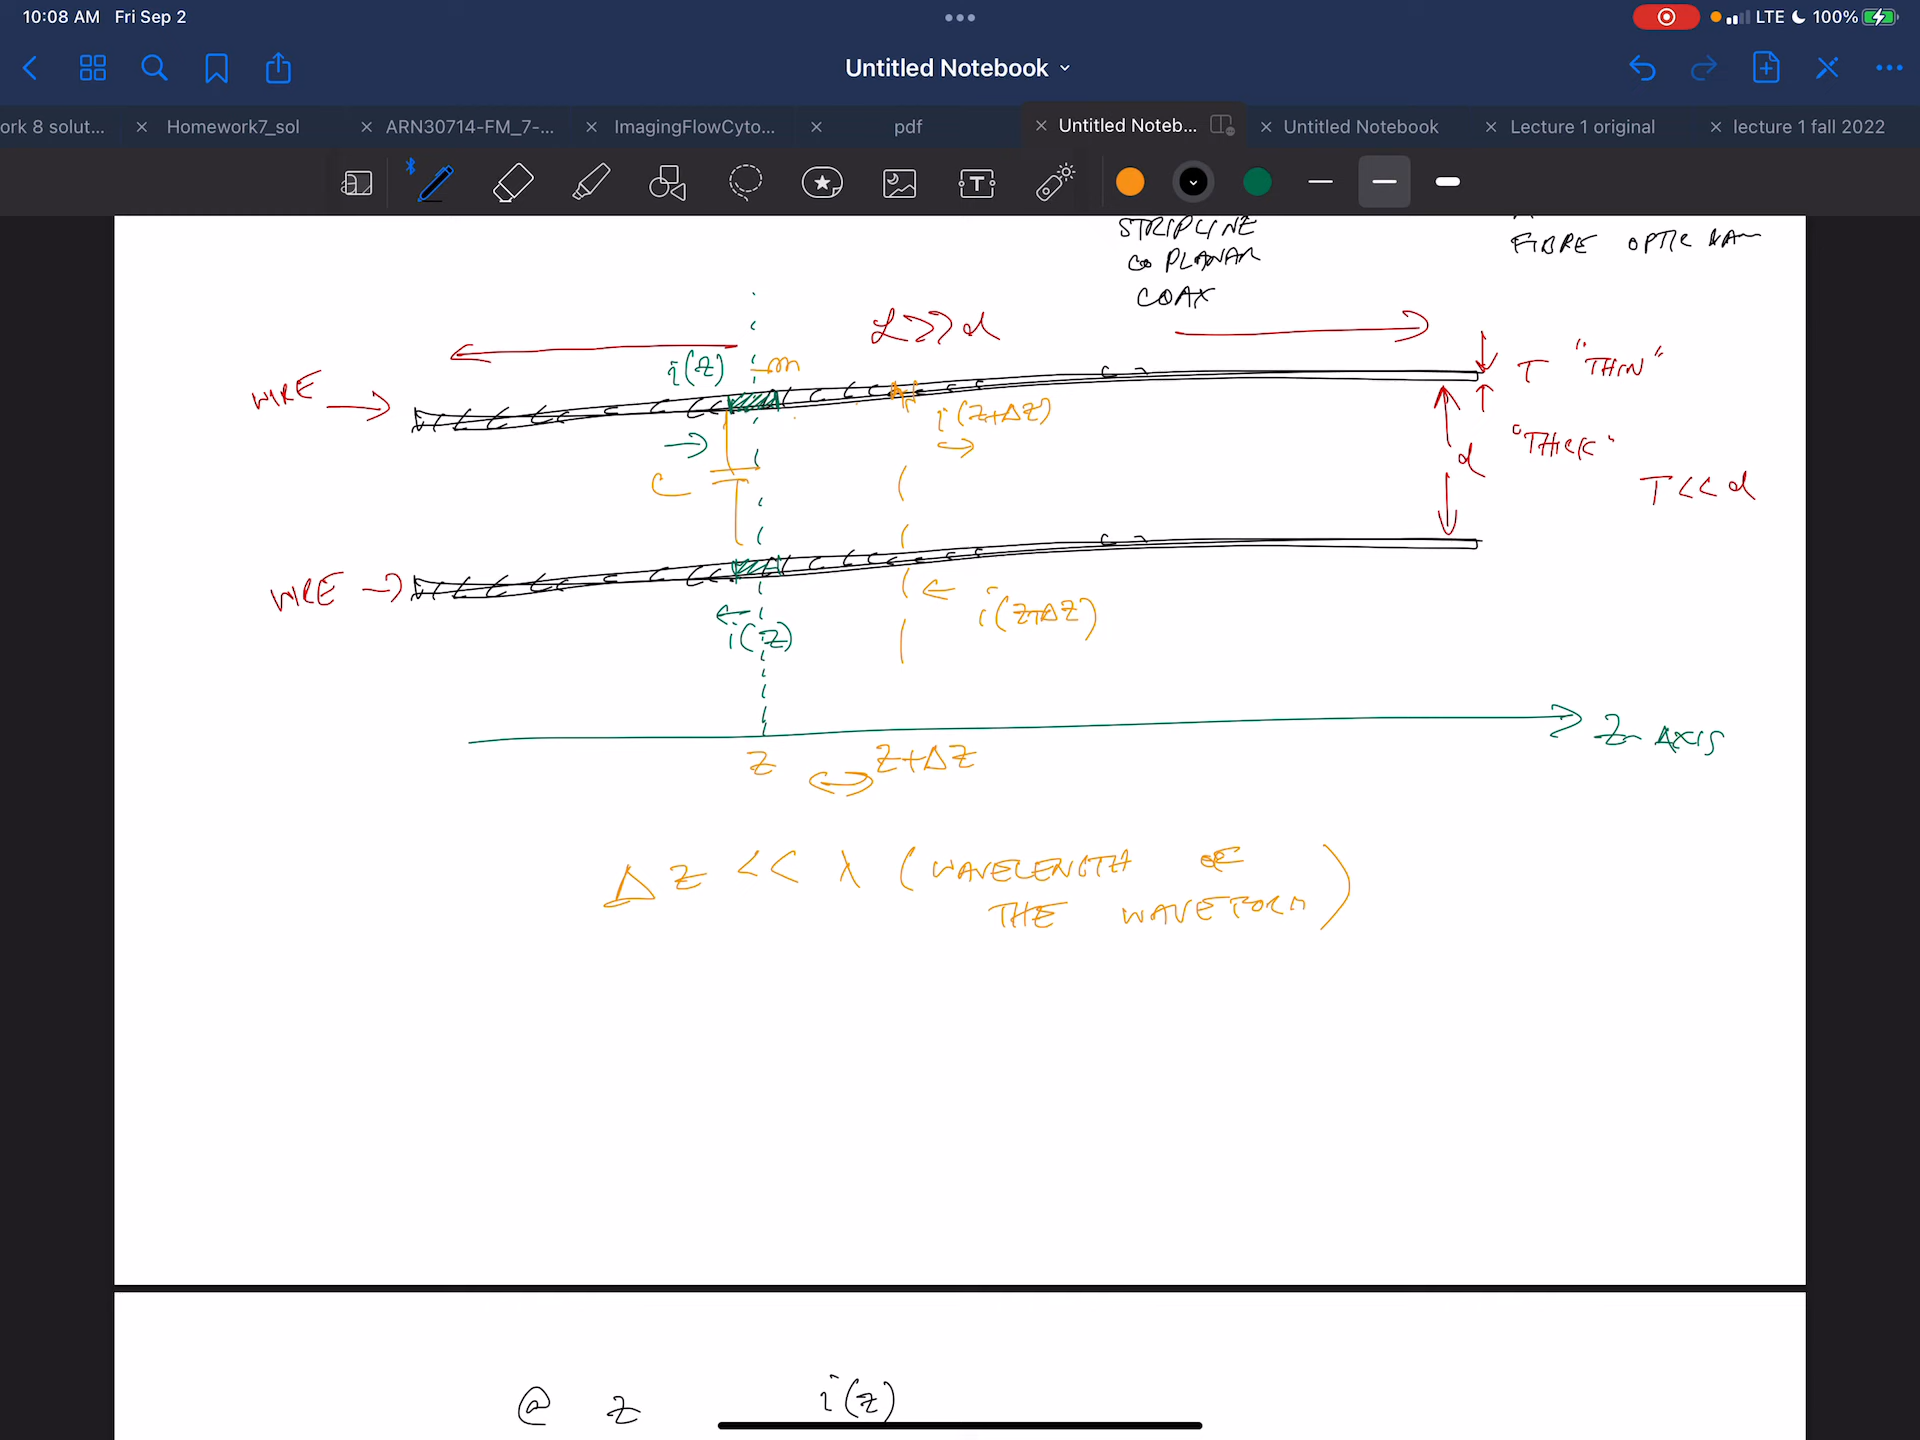 10:08 AM Fri Sep 2
LTE 100%
Untitled Notebook
ork 8 solut...
Homework7_sol
ARN30714-FM_7-...
ImagingFlowCyto...
pdf
Untitled Noteb...
Untitled Notebook
Lecture 1 original
lecture 1 fall 2022
STRIPLINE
COPLANAR
COAX
FIBRE OPTIC
L>>d
i(z)
WIRE
T "THIN"
i(z+Δz)
"THICK"
d
T<<d
C
WIRE
i(z+Δz)
i(z)
z
z+Δz
Z-AXIS
Δz << λ (WAVELENGTH OF
THE WAVEFORM)
@ z i(z)